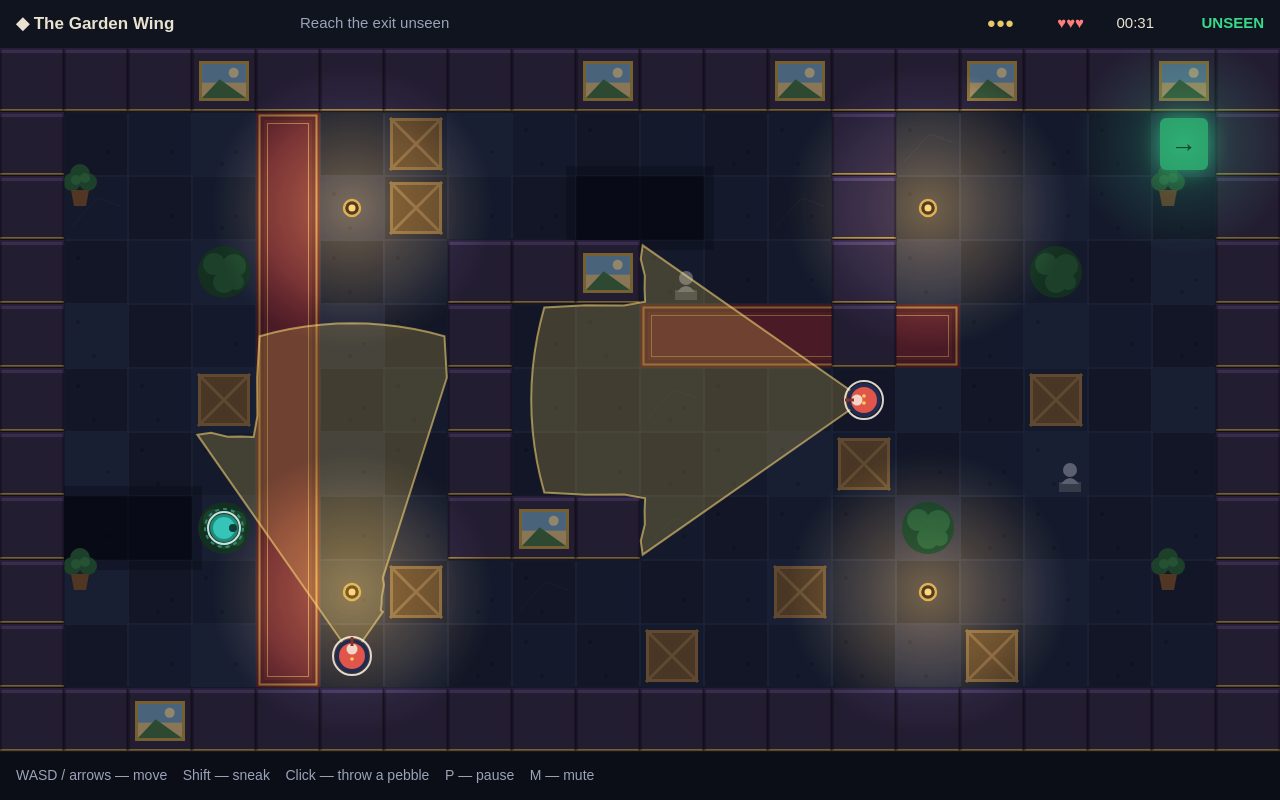 ◆ The Garden Wing
Reach the exit unseen
●●● ♥♥♥ 00:31 UNSEEN
→
WASD / arrows — move Shift — sneak Click — throw a pebble P — pause M — mute